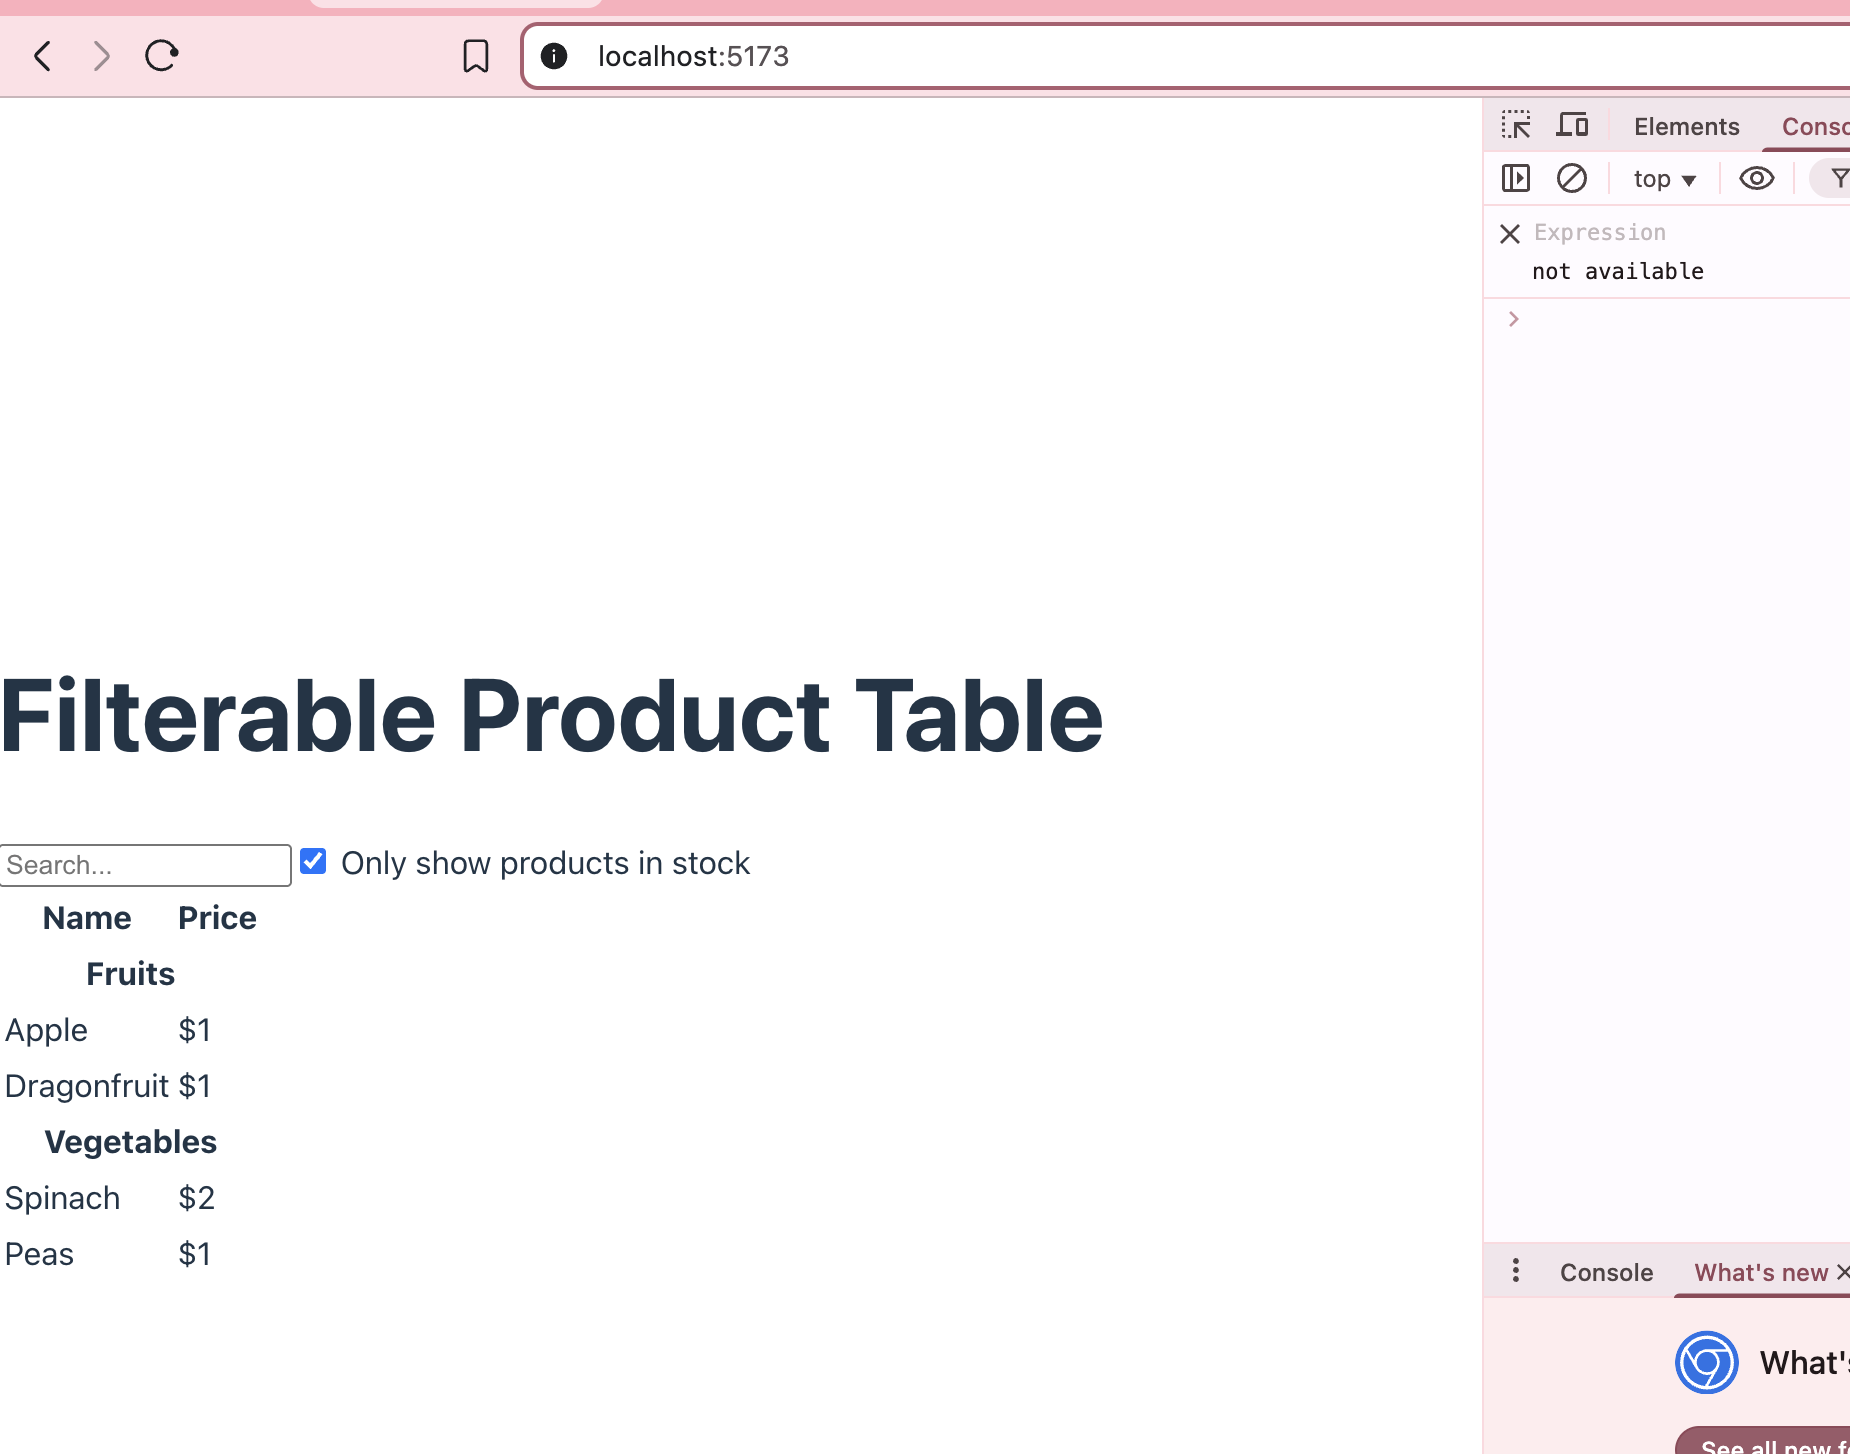 localhost:5173
Elements
top
Expression
not available
Filterable Product Table
Search...
Only show products in stock
Name Price
Fruits
Apple $1
Dragonfruit $1
Vegetables
Spinach $2
Peas $1
Console What's new
What's
See all new